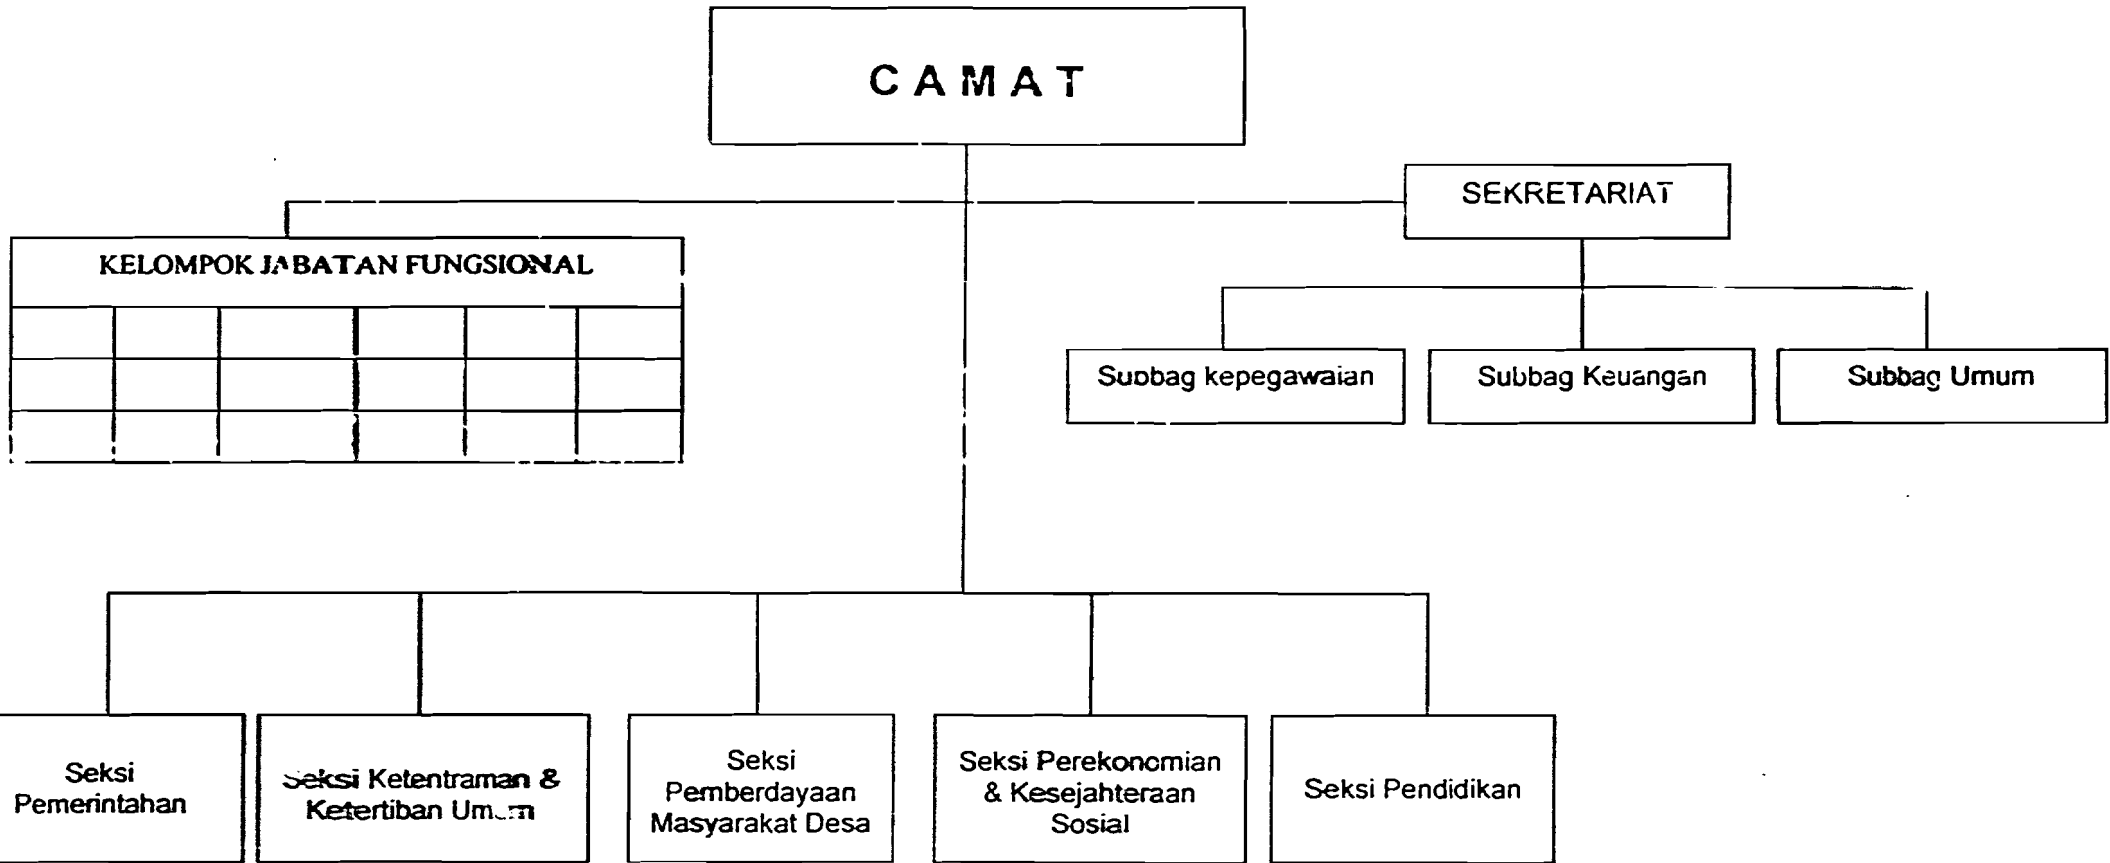 C A M A T
SEKRETARIAT
KELOMPOK JABATAN FUNGSIONAL
Subbag kepegawaian
Subbag Keuangan
Subbag Umum
Seksi
Pemerintahan
Seksi Ketentraman &
Ketertiban Umum
Seksi
Pemberdayaan
Masyarakat Desa
Seksi Perekonomian
& Kesejahteraan
Sosial
Seksi Pendidikan